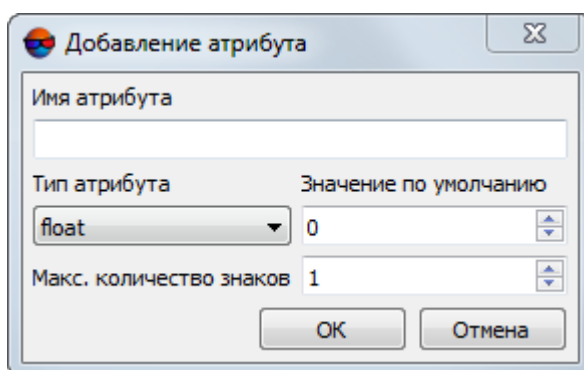 Добавление атрибута
Имя атрибута
Тип атрибута Значение по умолчанию
float 0
Макс. количество знаков 1
OK Отмена